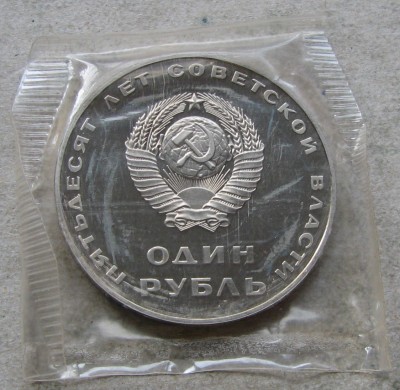 ПЯТЬДЕСЯТ ЛЕТ СОВЕТСКОЙ ВЛАСТИ
ОДИН
РУБЛЬ